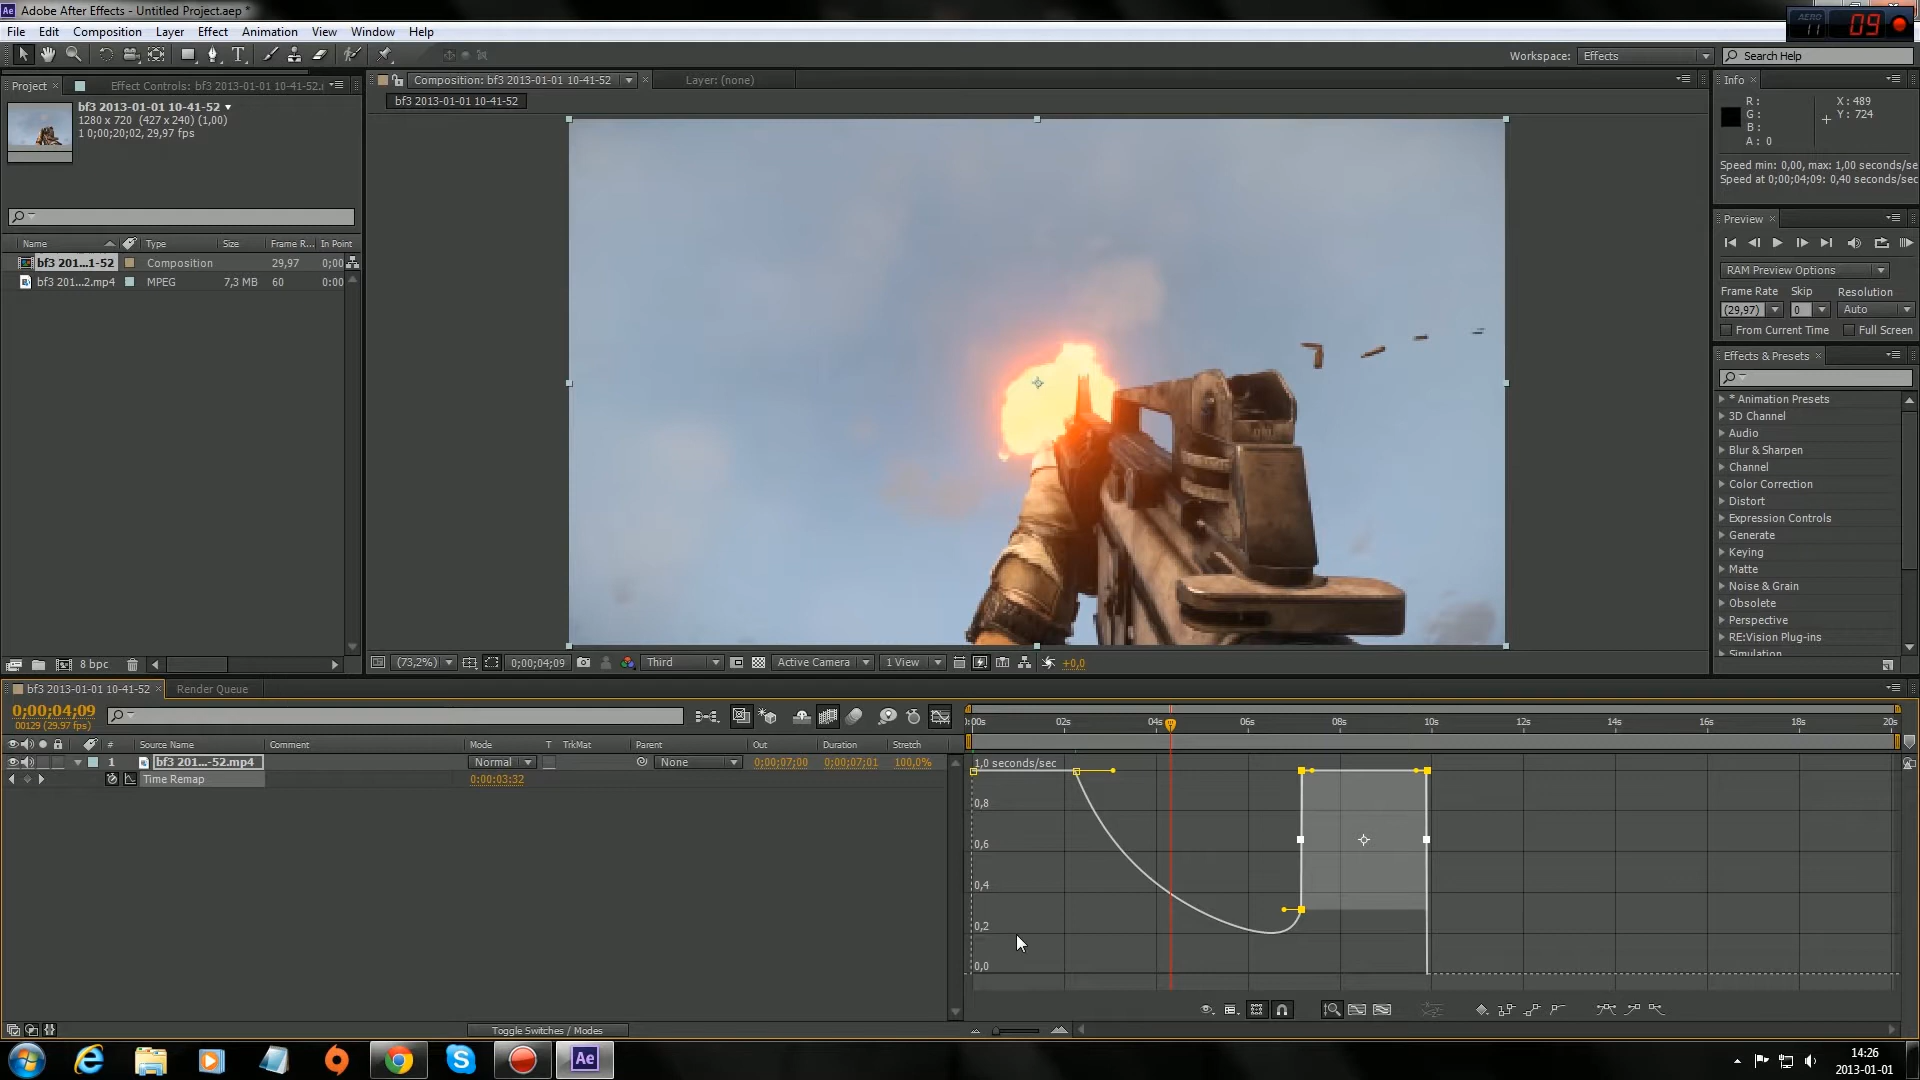 Adobe After Effects - Untitled Project.aep *
File Edit Composition Layer Effect Animation View Window Help
AERO 11 09
Workspace: Effects Search Help
Project Effect Controls: bf3 2013-01-01 10-41-52.
Composition: bf3 2013-01-01 10-41-52 Layer: (none)
bf3 2013-01-01 10-41-52
bf3 2013-01-01 10-41-52
1280 x 720 (427 x 240) (1,00)
1 0;00;20;02, 29,97 fps
Name Type Size Frame R... In Point
bf3 201...1-52 Composition 29,97 0;00
bf3 201...2.mp4 MPEG 7,3 MB 60 0:00
8 bpc
(73,2%) 0;00;04;09 Third Active Camera 1 View +0,0
Info
R: X: 489
G: Y: 724
B:
A: 0
Speed min: 0,00, max: 1,00 seconds/se
Speed at 0;00;04;09: 0,40 seconds/sec
Preview
RAM Preview Options
Frame Rate Skip Resolution
(29,97) 0 Auto
From Current Time Full Screen
Effects & Presets
* Animation Presets
3D Channel
Audio
Blur & Sharpen
Channel
Color Correction
Distort
Expression Controls
Generate
Keying
Matte
Noise & Grain
Obsolete
Perspective
RE:Vision Plug-ins
Simulation
bf3 2013-01-01 10-41-52 Render Queue
0;00;04;09
00129 (29.97 fps)
# Source Name Comment Mode T TrkMat Parent Out Duration Stretch
1 bf3 201...-52.mp4 Normal None 0;00;07;00 0;00;07;01 100,0%
Time Remap 0:00:03:32
0:00s 02s 04s 06s 08s 10s 12s 14s 16s 18s 20s
1,0 seconds/sec
0,8
0,6
0,4
0,2
0,0
Toggle Switches / Modes
Ae
14:26
2013-01-01